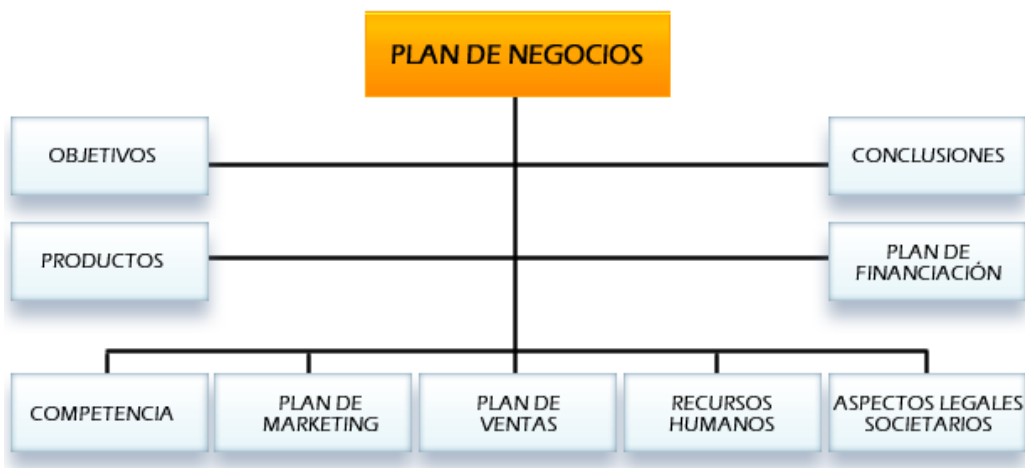 PLAN DE NEGOCIOS
OBJETIVOS
CONCLUSIONES
PRODUCTOS
PLAN DE
FINANCIACIÓN
COMPETENCIA
PLAN DE
MARKETING
PLAN DE
VENTAS
RECURSOS
HUMANOS
ASPECTOS LEGALES
SOCIETARIOS